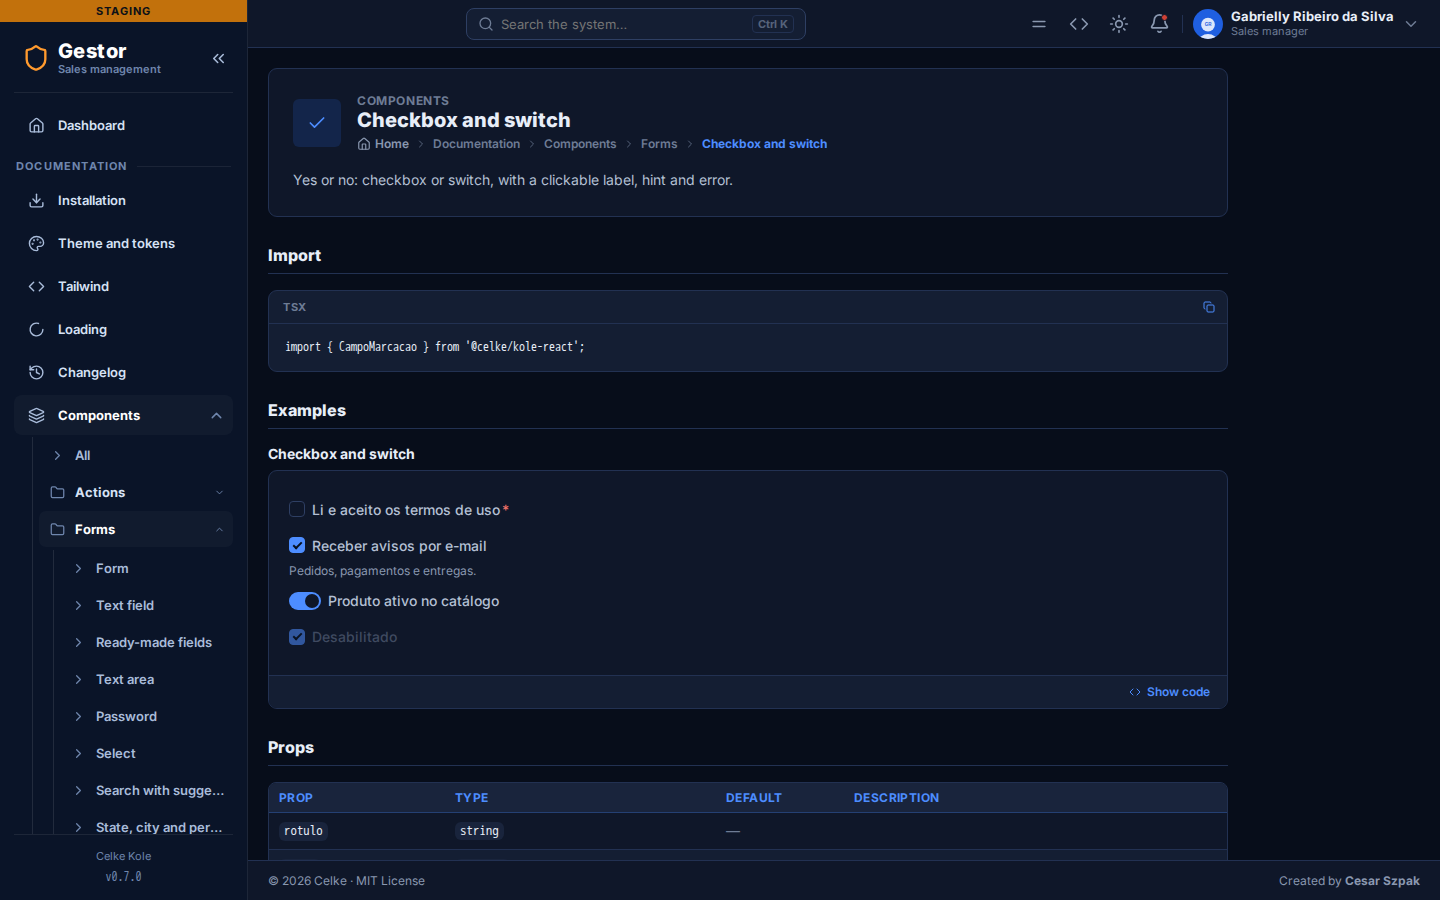 STAGING
Gestor
Sales management
Dashboard
DOCUMENTATION
Installation
Theme and tokens
Tailwind
Loading
Changelog
Components
All
Actions
Forms
Form
Text field
Ready-made fields
Text area
Password
Select
Search with sugge...
State, city and per...
Celke Kole
v0.7.0
Search the system...
Ctrl K
GR
Gabrielly Ribeiro da Silva
Sales manager
COMPONENTS
Checkbox and switch
Home > Documentation > Components > Forms > Checkbox and switch
Yes or no: checkbox or switch, with a clickable label, hint and error.
Import
TSX
import { CampoMarcacao } from '@celke/kole-react';
Examples
Checkbox and switch
Li e aceito os termos de uso *
Receber avisos por e-mail
Pedidos, pagamentos e entregas.
Produto ativo no catálogo
Desabilitado
Show code
Props
PROP TYPE DEFAULT DESCRIPTION
rotulo string —
© 2026 Celke · MIT License
Created by Cesar Szpak